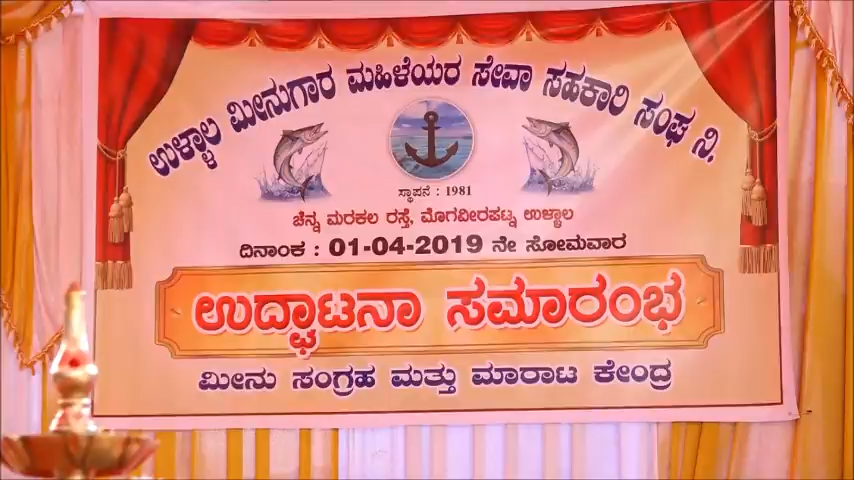 ಉಳ್ಳಾಲ ಮೀನುಗಾರ ಮಹಿಳೆಯರ ಸೇವಾ ಸಹಕಾರಿ ಸಂಘ ನಿ.
ಸ್ಥಾಪನೆ : 1981
ಚೆನ್ನ ಮರಕಲ ರಸ್ತೆ, ಮೊಗವೀರಪಟ್ನ ಉಳ್ಳಾಲ
ದಿನಾಂಕ : 01-04-2019 ನೇ ಸೋಮವಾರ
ಉದ್ಘಾಟನಾ ಸಮಾರಂಭ
ಮೀನು ಸಂಗ್ರಹ ಮತ್ತು ಮಾರಾಟ ಕೇಂದ್ರ